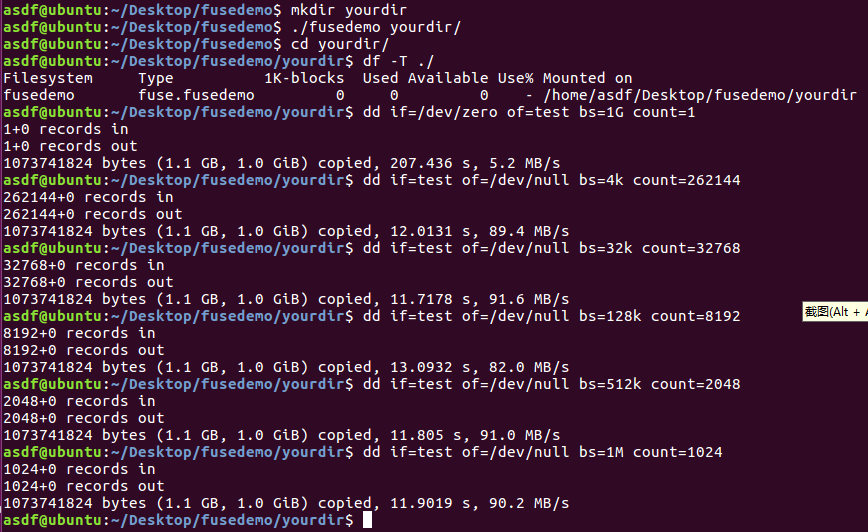 asdf@ubuntu:~/Desktop/fusedemo$ mkdir yourdir
asdf@ubuntu:~/Desktop/fusedemo$ ./fusedemo yourdir/
asdf@ubuntu:~/Desktop/fusedemo$ cd yourdir/
asdf@ubuntu:~/Desktop/fusedemo/yourdir$ df -T ./
Filesystem     Type          1K-blocks  Used Available Use% Mounted on
fusedemo       fuse.fusedemo         0     0         0    - /home/asdf/Desktop/fusedemo/yourdir
asdf@ubuntu:~/Desktop/fusedemo/yourdir$ dd if=/dev/zero of=test bs=1G count=1
1+0 records in
1+0 records out
1073741824 bytes (1.1 GB, 1.0 GiB) copied, 207.436 s, 5.2 MB/s
asdf@ubuntu:~/Desktop/fusedemo/yourdir$ dd if=test of=/dev/null bs=4k count=262144
262144+0 records in
262144+0 records out
1073741824 bytes (1.1 GB, 1.0 GiB) copied, 12.0131 s, 89.4 MB/s
asdf@ubuntu:~/Desktop/fusedemo/yourdir$ dd if=test of=/dev/null bs=32k count=32768
32768+0 records in
32768+0 records out
1073741824 bytes (1.1 GB, 1.0 GiB) copied, 11.7178 s, 91.6 MB/s
asdf@ubuntu:~/Desktop/fusedemo/yourdir$ dd if=test of=/dev/null bs=128k count=8192
截图(Alt + A
8192+0 records in
8192+0 records out
1073741824 bytes (1.1 GB, 1.0 GiB) copied, 13.0932 s, 82.0 MB/s
asdf@ubuntu:~/Desktop/fusedemo/yourdir$ dd if=test of=/dev/null bs=512k count=2048
2048+0 records in
2048+0 records out
1073741824 bytes (1.1 GB, 1.0 GiB) copied, 11.805 s, 91.0 MB/s
asdf@ubuntu:~/Desktop/fusedemo/yourdir$ dd if=test of=/dev/null bs=1M count=1024
1024+0 records in
1024+0 records out
1073741824 bytes (1.1 GB, 1.0 GiB) copied, 11.9019 s, 90.2 MB/s
asdf@ubuntu:~/Desktop/fusedemo/yourdir$